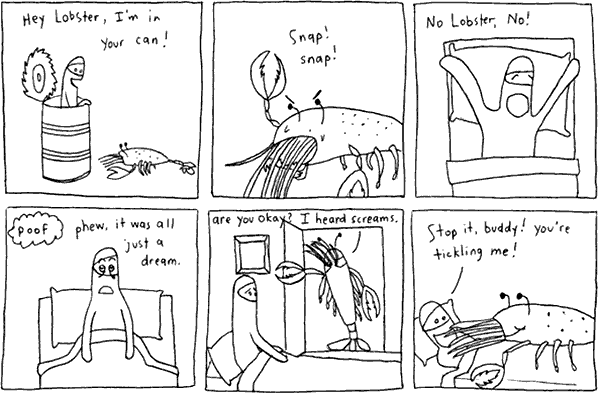 Hey Lobster, I'm in
your can!
Snap!
snap!
No Lobster, No!
poof
phew, it was all
just a
dream.
are you okay? I heard screams.
Stop it, buddy! you're
tickling me!